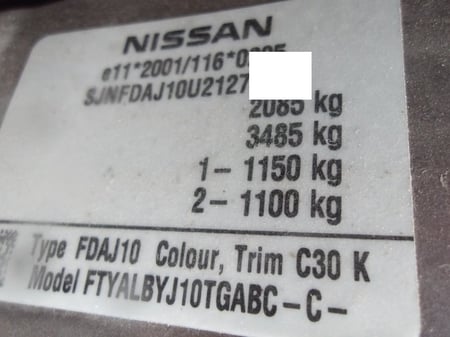 NISSAN
e11*2001/116*0
SJNFDAJ10U2127
2085 kg
3485 kg
1- 1150 kg
2- 1100 kg
Type FDAJ10 Colour, Trim C30 K
Model FTYALBYJ10TGABC-C-